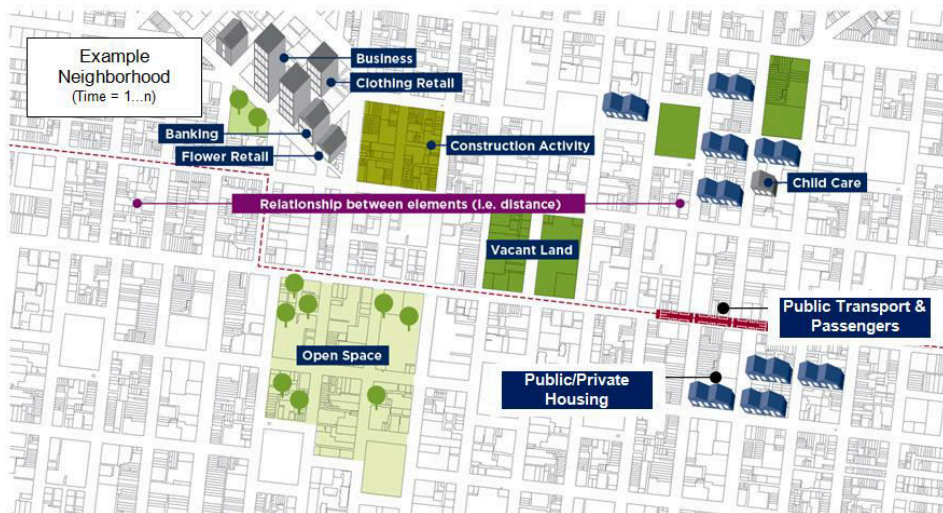 Example
Neighborhood
(Time = 1...n)
Business
Clothing Retail
Banking
Flower Retail
Construction Activity
Child Care
Relationship between elements (i.e. distance)
Vacant Land
Public Transport &
Passengers
Open Space
Public/Private
Housing